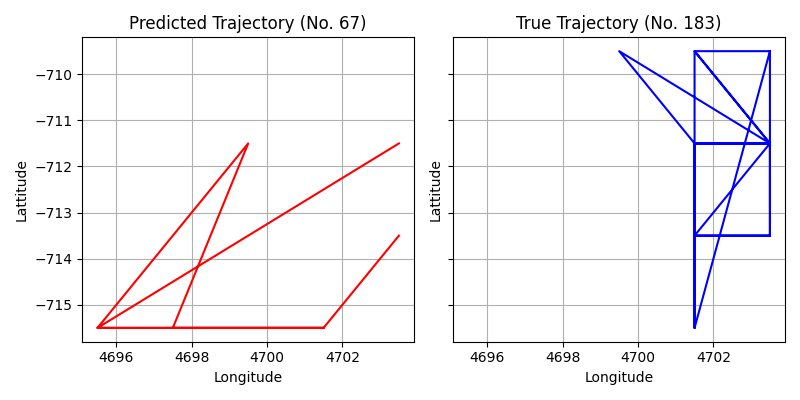 Predicted Trajectory (No. 67)
True Trajectory (No. 183)
Lattitude
−710
−711
−712
−713
−714
−715
4696
4698
4700
4702
Longitude
Lattitude
4696
4698
4700
4702
Longitude